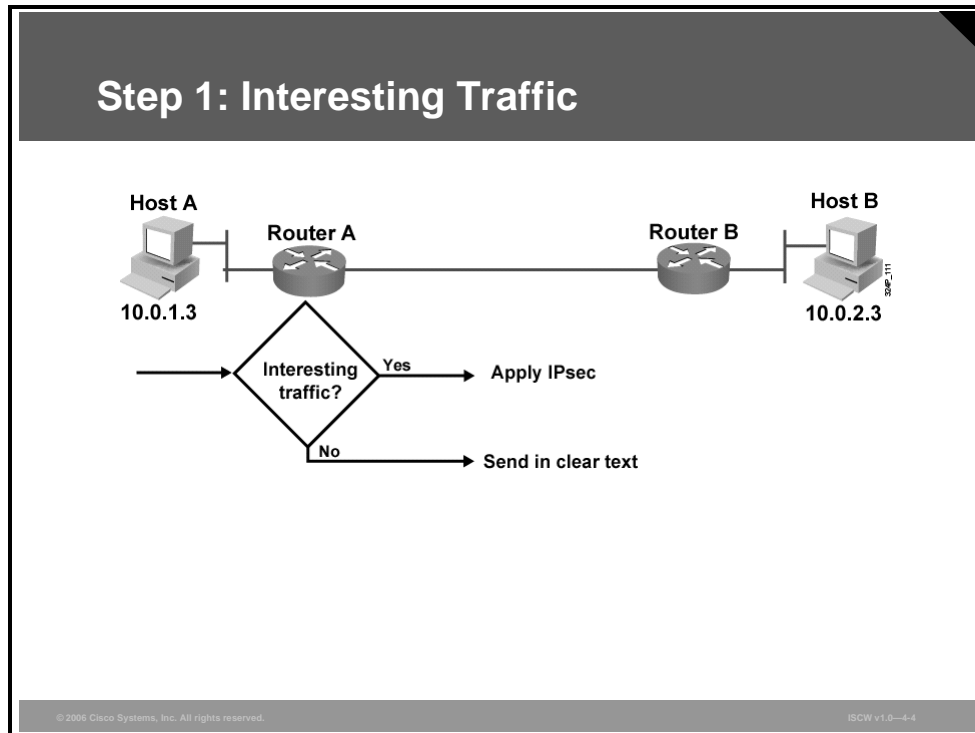 Step 1: Interesting Traffic
Host A
Router A
Router B
Host B
10.0.1.3
10.0.2.3
324P_111
Interesting
traffic?
Yes
Apply IPsec
No
Send in clear text
© 2006 Cisco Systems, Inc. All rights reserved.
ISCW v1.0—4-4